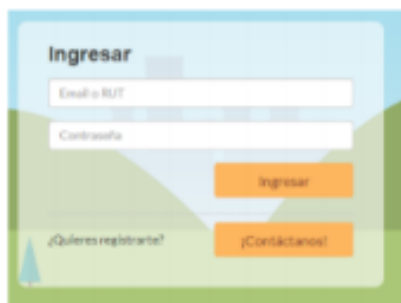 Ingresar
Email o RUT
Contraseña
Ingresar
¿Quieres registrarte? ¡Contáctanos!